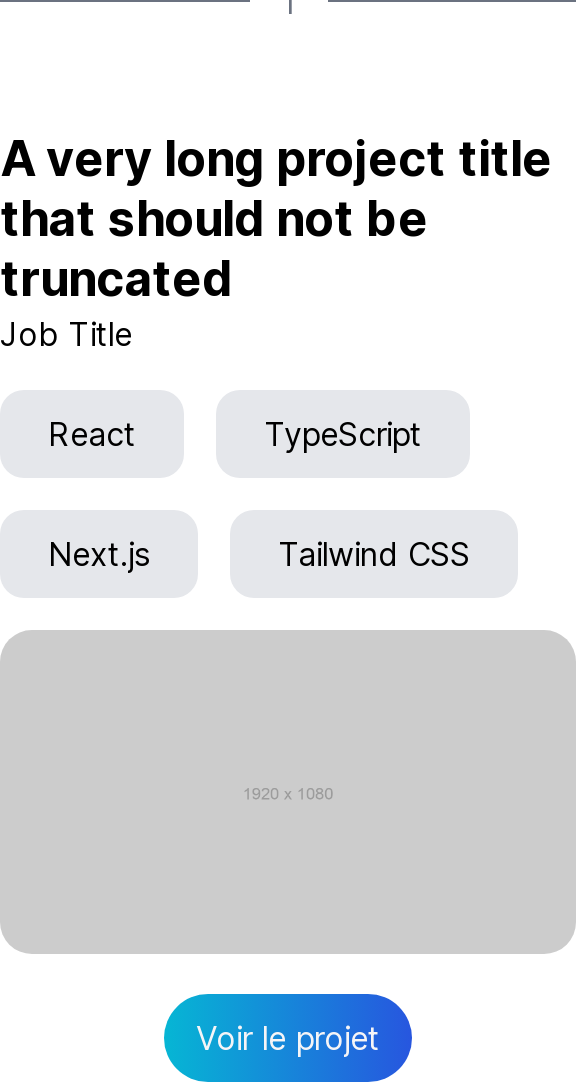 A very long project title
that should not be
truncated
Job Title
React
TypeScript
Next.js
Tailwind CSS
1920 x 1080
Voir le projet